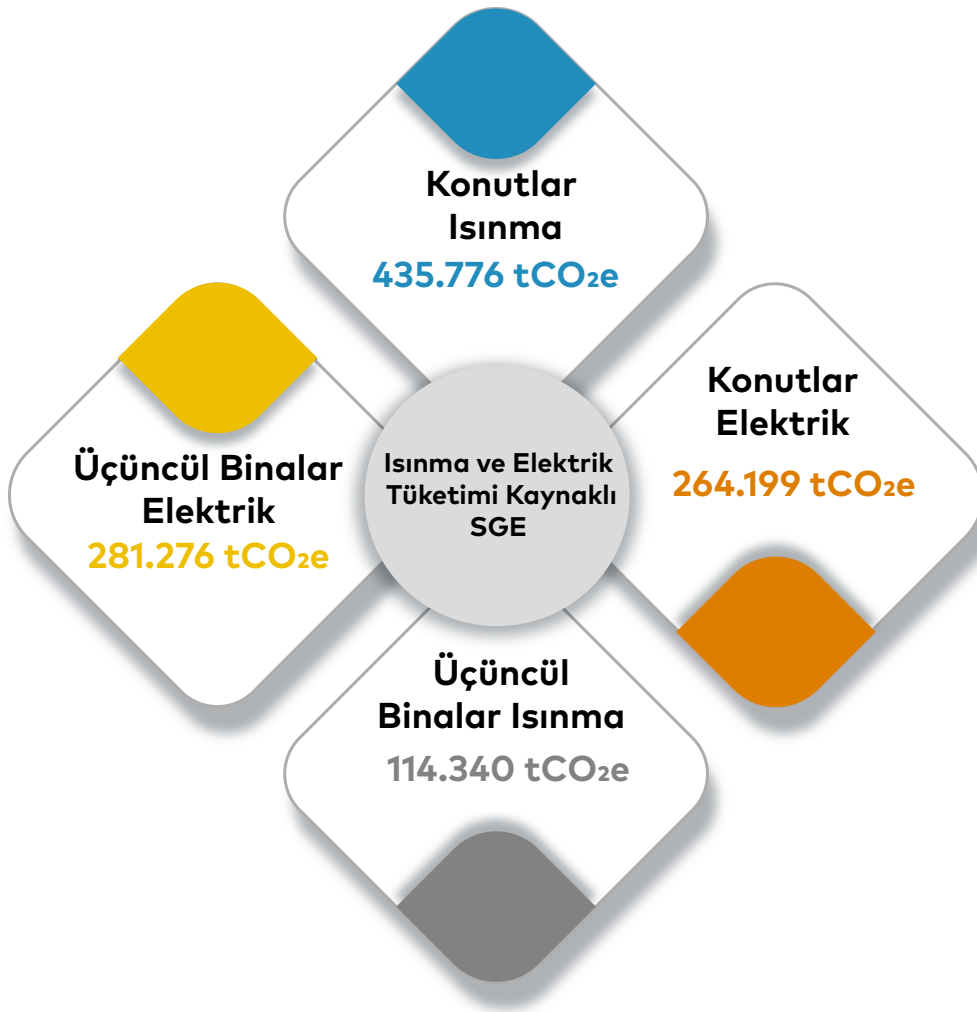 Konutlar
Isınma
435.776 tCO₂e
Konutlar
Elektrik
264.199 tCO₂e
Üçüncül Binalar
Elektrik
281.276 tCO₂e
Isınma ve Elektrik
Tüketimi Kaynaklı
SGE
Üçüncül
Binalar Isınma
114.340 tCO₂e